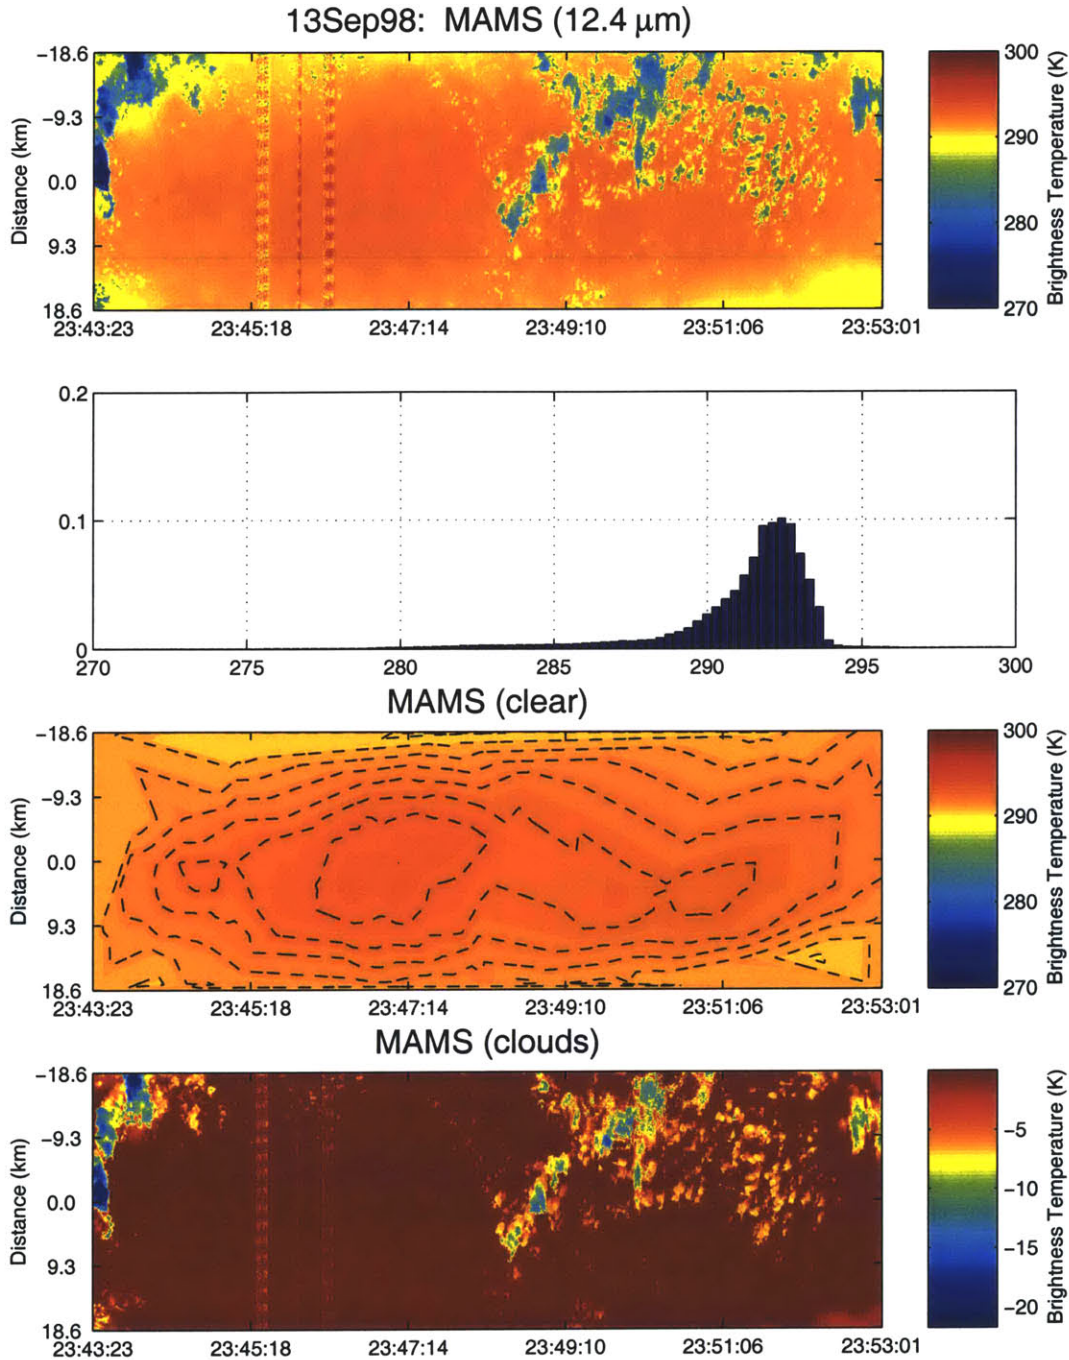 13Sep98: MAMS (12.4 μm)
−18.6
−9.3
0.0
9.3
18.6
Distance (km)
23:43:23 23:45:18 23:47:14 23:49:10 23:51:06 23:53:01
300
290
280
270
Brightness Temperature (K)
0.2
0.1
0
270 275 280 285 290 295 300
MAMS (clear)
−18.6
−9.3
0.0
9.3
18.6
Distance (km)
23:43:23 23:45:18 23:47:14 23:49:10 23:51:06 23:53:01
300
290
280
270
Brightness Temperature (K)
MAMS (clouds)
−18.6
−9.3
0.0
9.3
18.6
Distance (km)
23:43:23 23:45:18 23:47:14 23:49:10 23:51:06 23:53:01
−5
−10
−15
−20
Brightness Temperature (K)